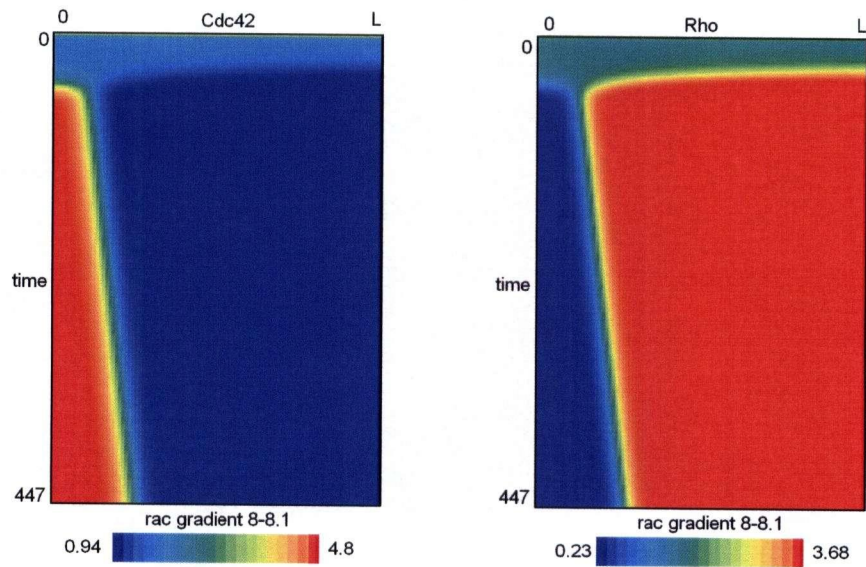 0 Cdc42 L
0
time
447
rac gradient 8-8.1
0.94 4.8
0 Rho L
0
time
447
rac gradient 8-8.1
0.23 3.68